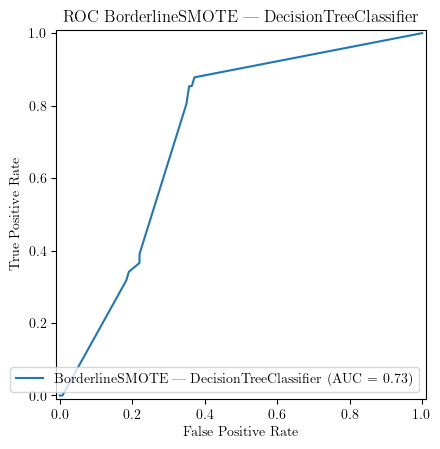 ROC BorderlineSMOTE — DecisionTreeClassifier
1.0
0.8
0.6
0.4
0.2
0.0
True Positive Rate
BorderlineSMOTE — DecisionTreeClassifier (AUC = 0.73)
0.0 0.2 0.4 0.6 0.8 1.0
False Positive Rate